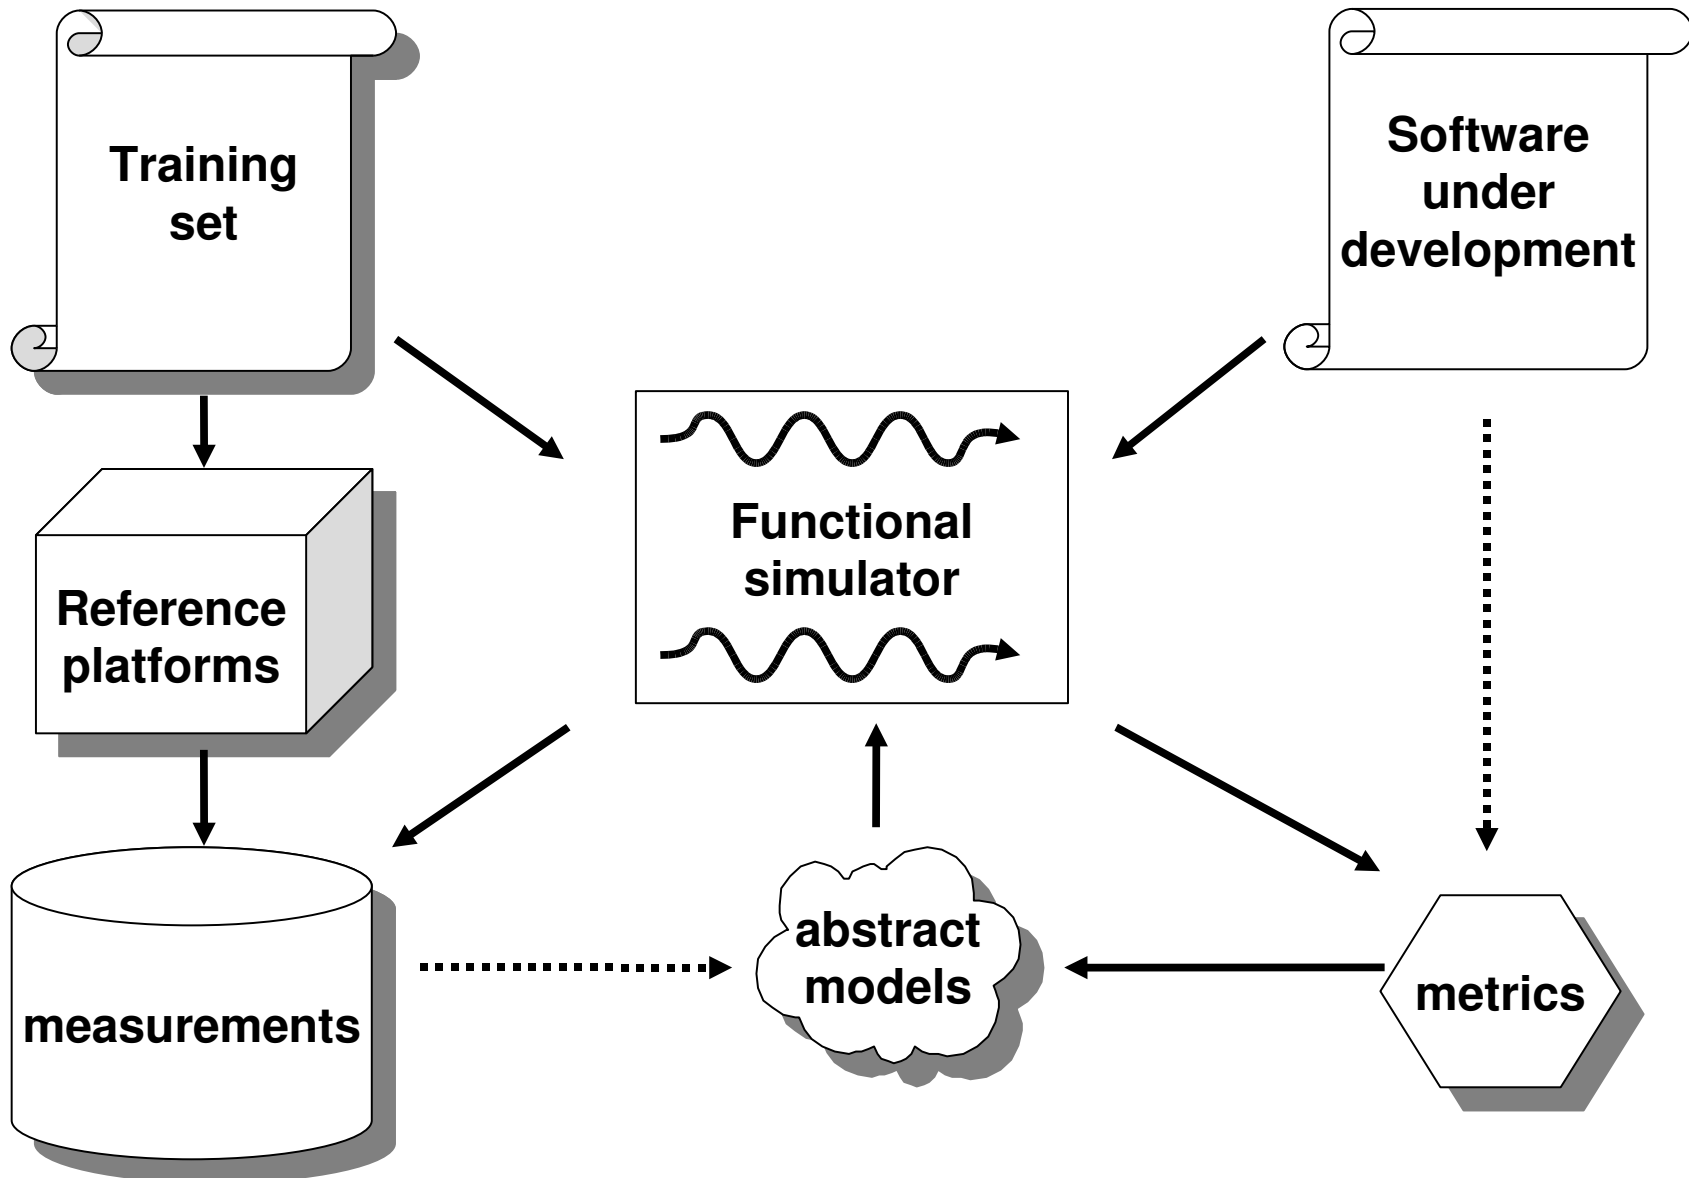 Training
set
Software
under
development
Functional
simulator
Reference
platforms
measurements
abstract
models
metrics